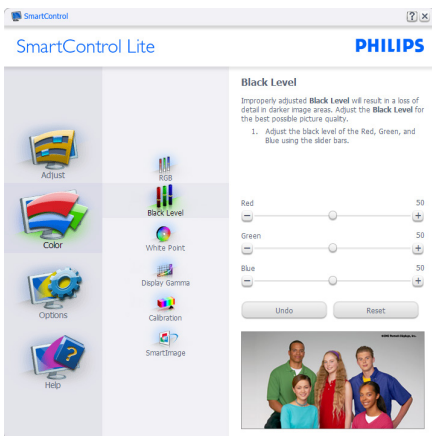 SmartControl
SmartControl Lite
PHILIPS
Adjust
Color
Options
Help
RGB
Black Level
White Point
Display Gamma
Calibration
SmartImage
Black Level
Improperly adjusted Black Level will result in a loss of
detail in darker image areas. Adjust the Black Level for
the best possible picture quality.
1. Adjust the black level of the Red, Green, and
Blue using the slider bars.
Red 50
Green 50
Blue 50
Undo Reset